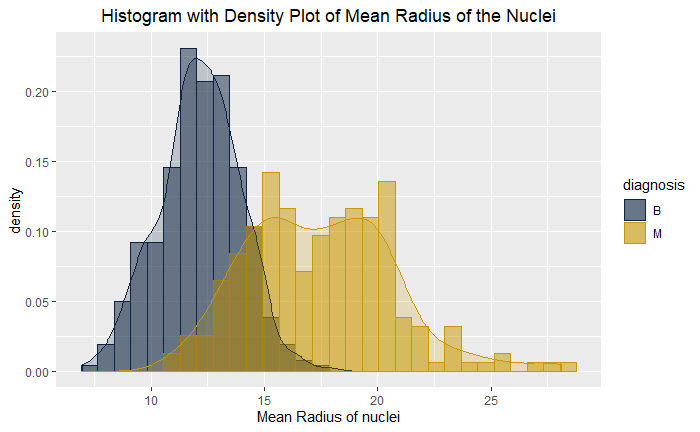 Histogram with Density Plot of Mean Radius of the Nuclei
density
0.20
0.15
0.10
0.05
0.00
10 15 20 25
Mean Radius of nuclei
diagnosis
B
M